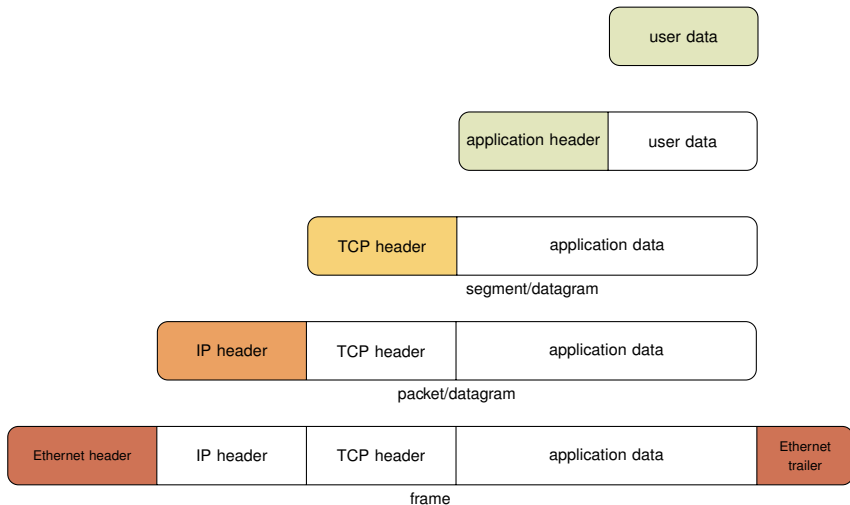 user data
application header user data
TCP header application data
segment/datagram
IP header TCP header application data
packet/datagram
Ethernet header IP header TCP header application data Ethernet
trailer
frame